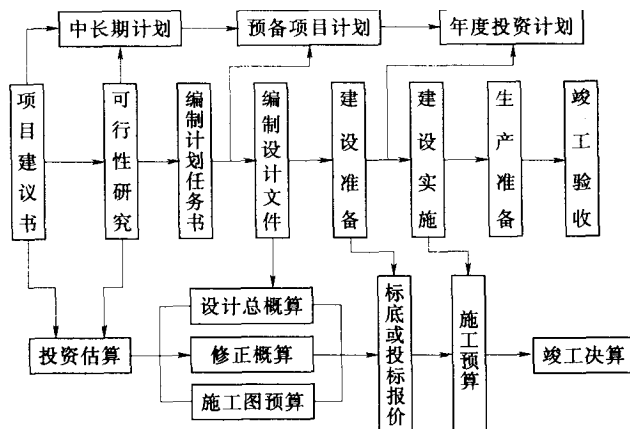 中长期计划
预备项目计划
年度投资计划
项目建议书
可行性研究
编制计划任务书
编制设计文件
建设准备
建设实施
生产准备
竣工验收
投资估算
设计总概算
修正概算
施工图预算
标底或投标报价
施工预算
竣工决算